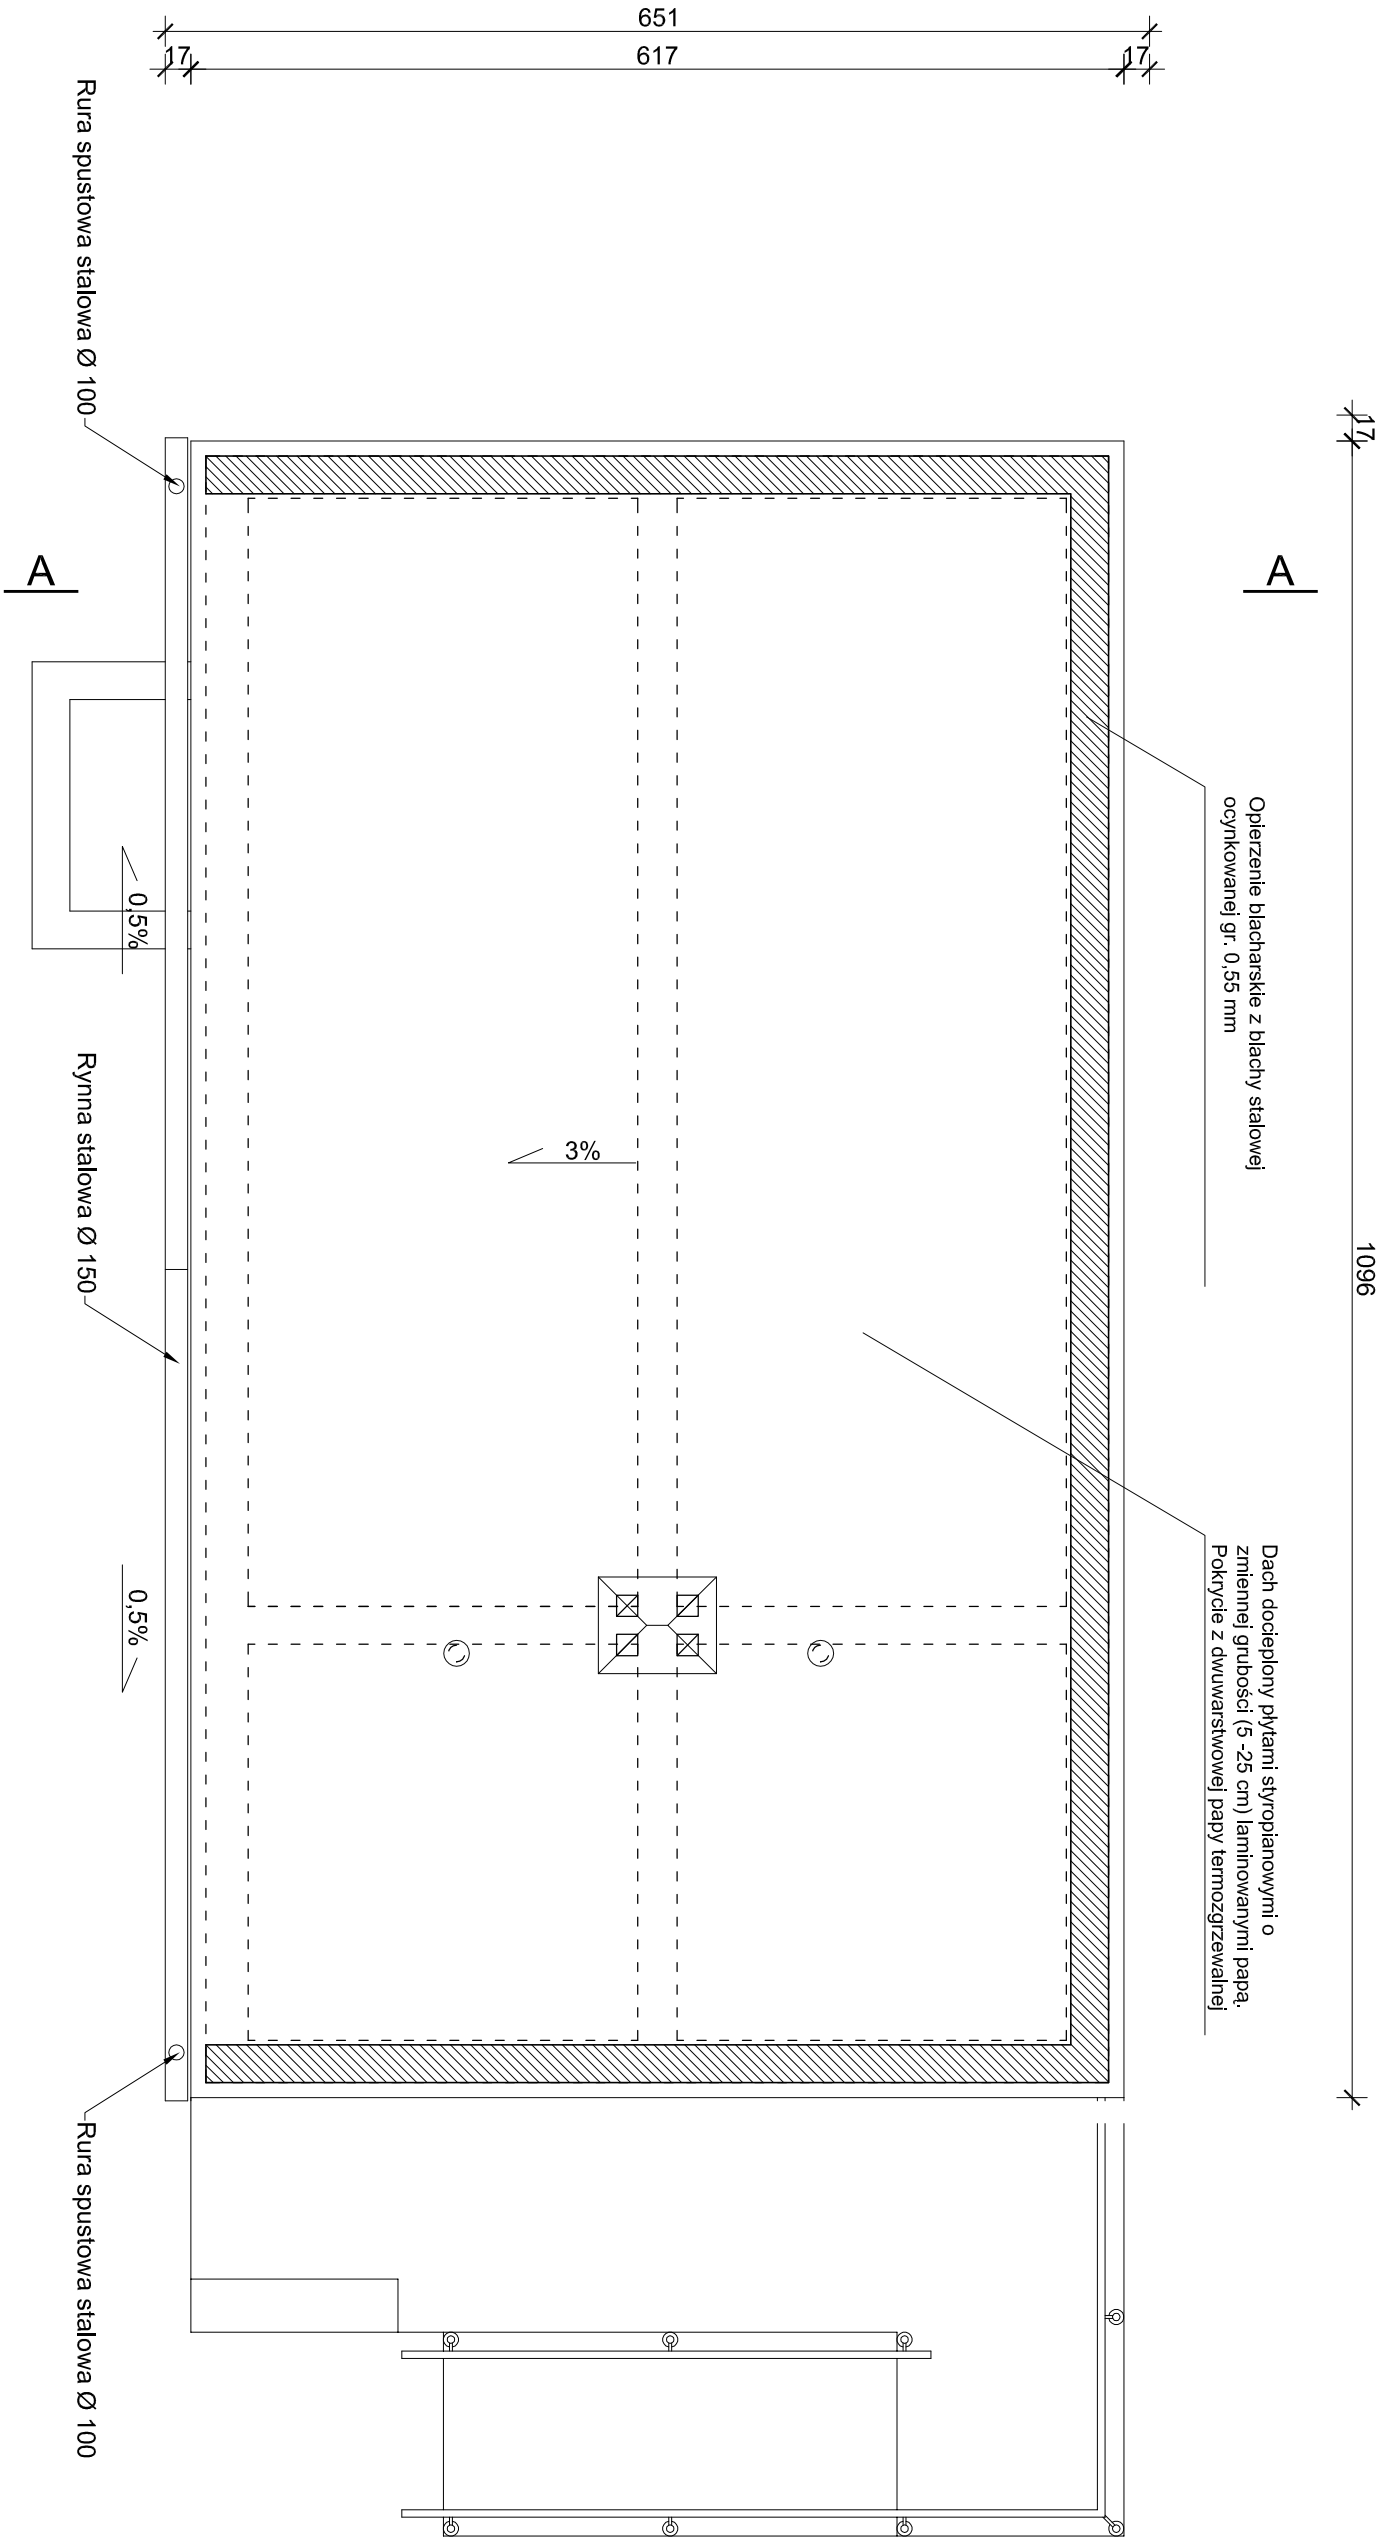 651
17
617
17
17
1096
Rura spustowa stalowa Ø 100
A
A
Opierzenie blacharskie z blachy stalowej
ocynkowanej gr. 0,55 mm
Dach docieplony płytami styropianowymi o
zmiennej grubości (5 -25 cm) laminowanymi papą.
Pokrycie z dwuwarstwowej papy termozgrzewalnej
0,5%
3%
Rynna stalowa Ø 150
0,5%
Rura spustowa stalowa Ø 100